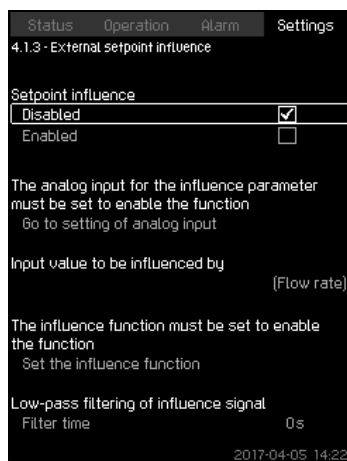 Status Operation Alarm Settings
4.1.3 - External setpoint influence
Setpoint influence
Disabled
Enabled
The analog input for the influence parameter
must be set to enable the function
Go to setting of analog input
Input value to be influenced by
(Flow rate)
The influence function must be set to enable
the function
Set the influence function
Low-pass filtering of influence signal
Filter time 0s
2017-04-05 14:22